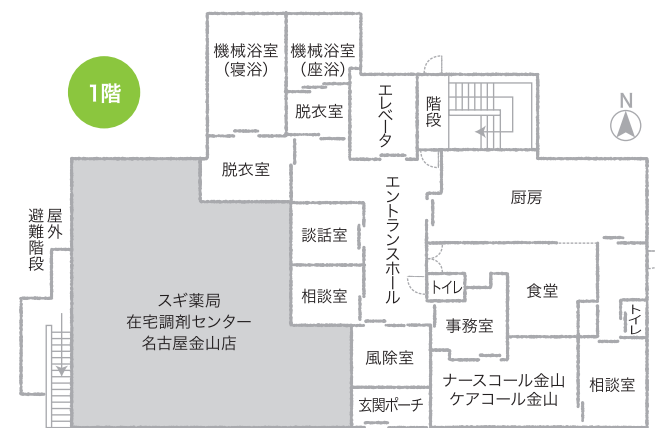 1階
機械浴室
(寝浴)
機械浴室
(座浴)
脱衣室
エレベータ
階段
N
脱衣室
エントランスホール
厨房
談話室
屋外
避難階段
相談室
トイレ
食堂
スギ薬局
在宅調剤センター
名古屋金山店
事務室
トイレ
風除室
ナースコール金山
ケアコール金山
相談室
玄関ポーチ